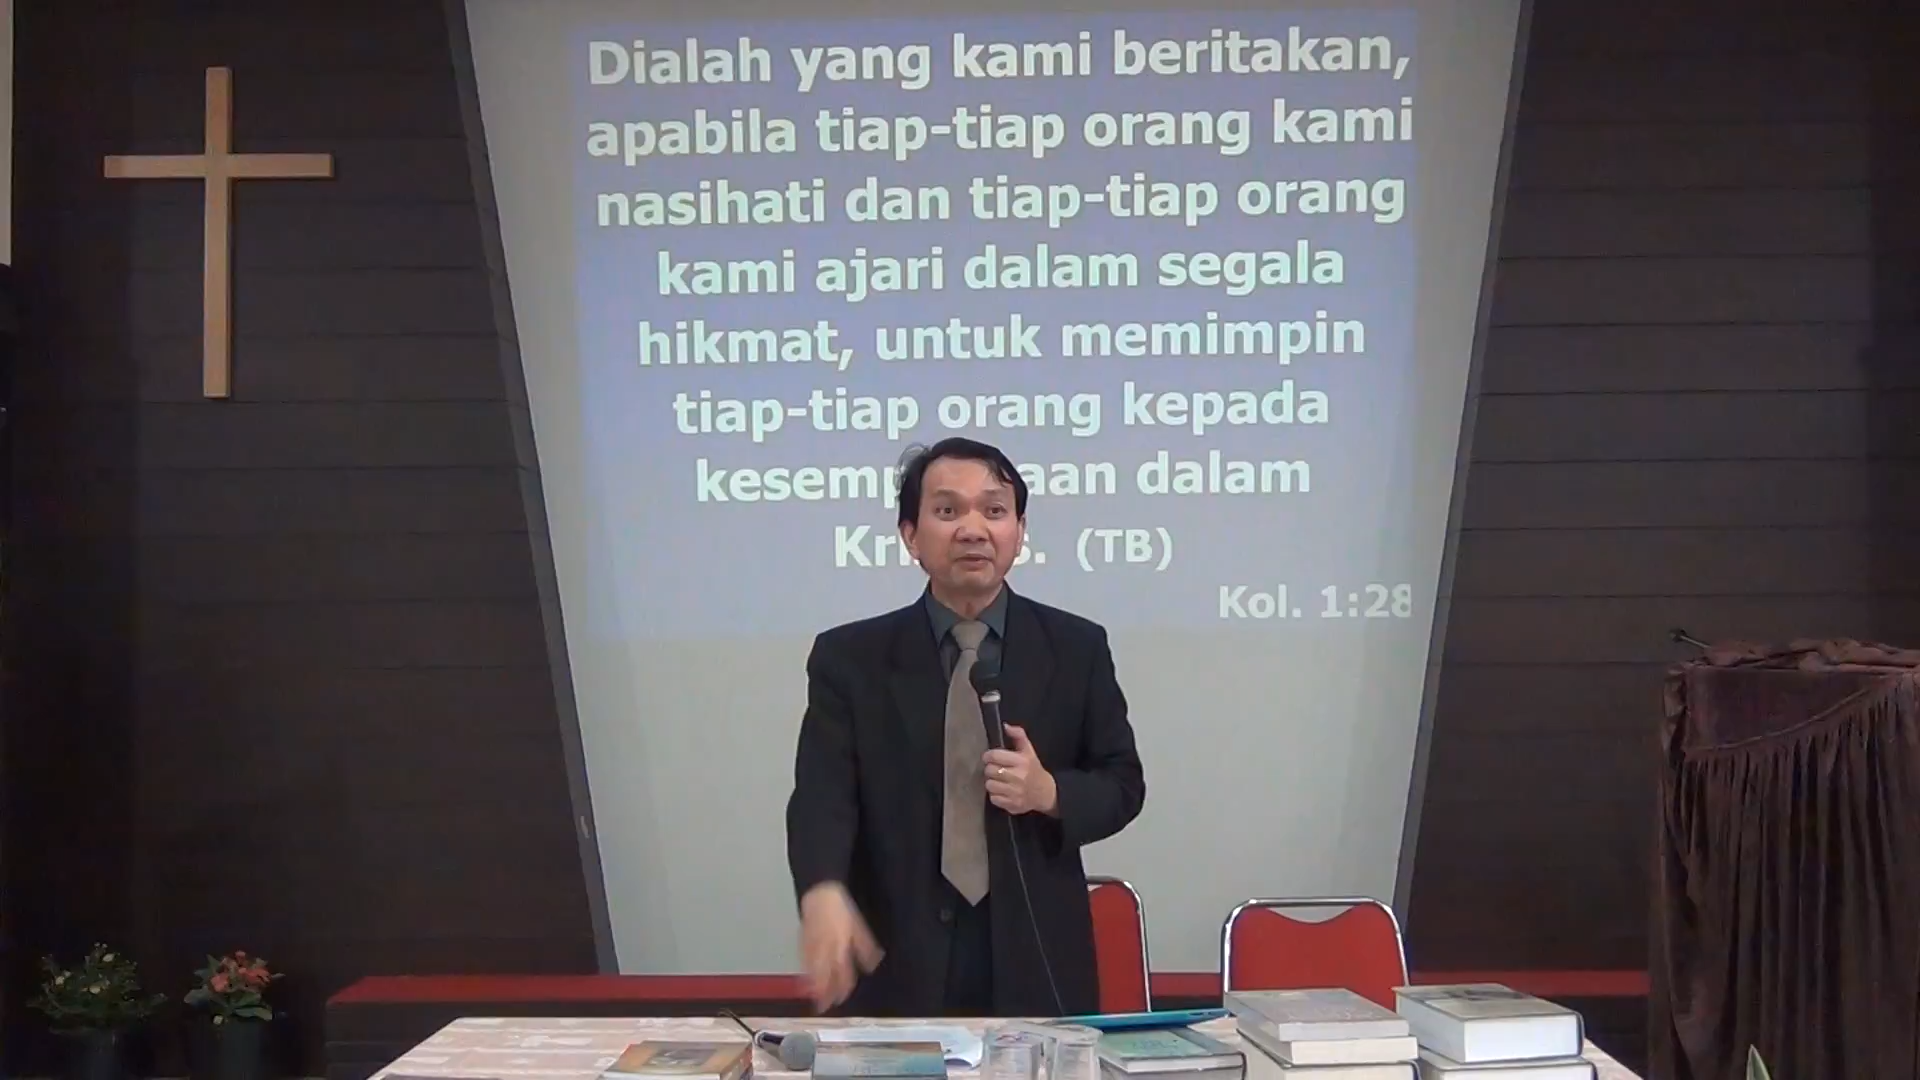 Dialah yang kami beritakan,
apabila tiap-tiap orang kami
nasihati dan tiap-tiap orang
kami ajari dalam segala
hikmat, untuk memimpin
tiap-tiap orang kepada
dalam
(TB)
Kol. 1:28